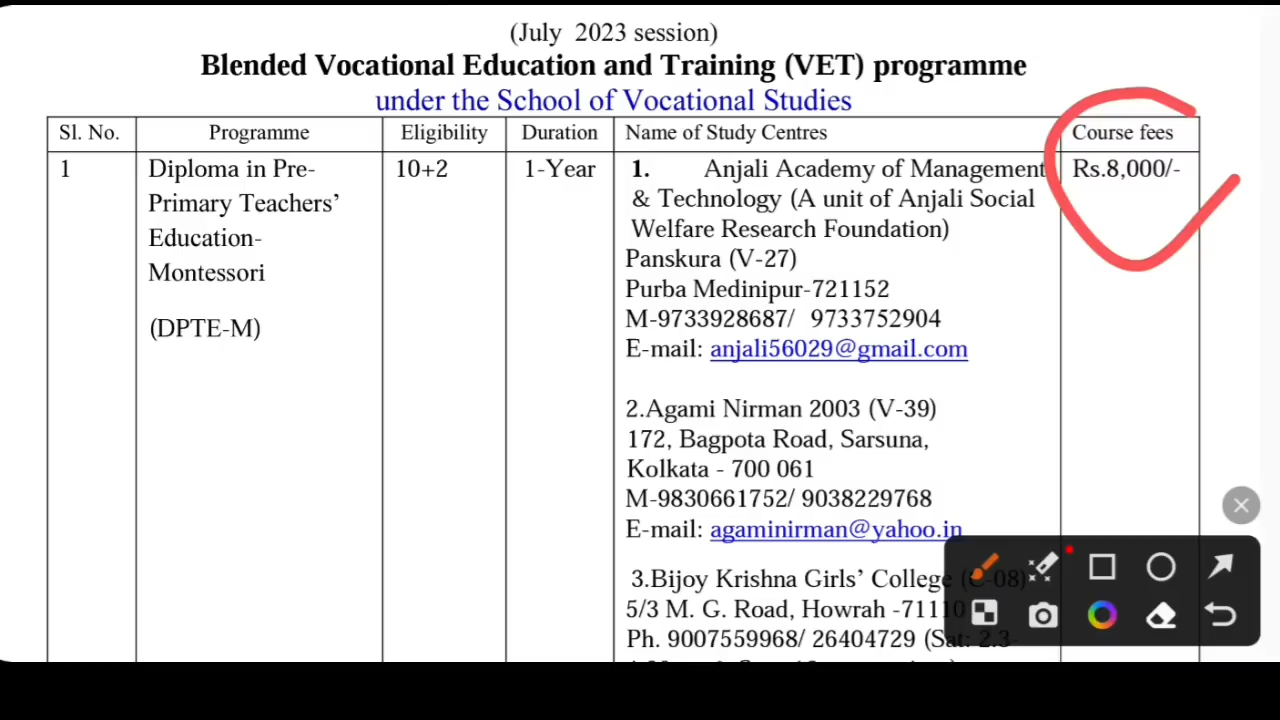 (July 2023 session)
Blended Vocational Education and Training (VET) programme
under the School of Vocational Studies
Sl. No. Programme Eligibility Duration Name of Study Centres Course fees
1 Diploma in Pre- 10+2 1-Year 1. Anjali Academy of Management Rs.8,000/-
Primary Teachers’
Education-
Montessori
(DPTE-M)
& Technology (A unit of Anjali Social
Welfare Research Foundation)
Panskura (V-27)
Purba Medinipur-721152
M-9733928687/ 9733752904
E-mail: anjali56029@gmail.com
2.Agami Nirman 2003 (V-39)
172, Bagpota Road, Sarsuna,
Kolkata - 700 061
M-9830661752/ 9038229768
E-mail: agaminirman@yahoo.in
3.Bijoy Krishna Girls’ College
5/3 M. G. Road, Howrah -71110
Ph. 9007559968/ 26404729 (Sat: 2.3-